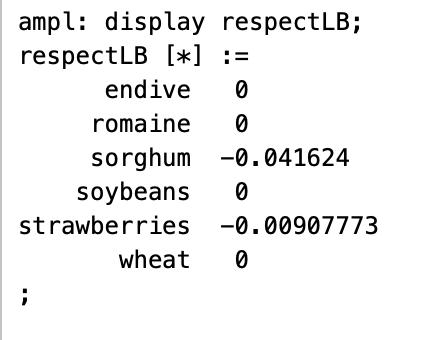 ampl: display respectLB;
respectLB [*] :=
endive 0
romaine 0
sorghum -0.041624
soybeans 0
strawberries -0.00907773
wheat 0
;